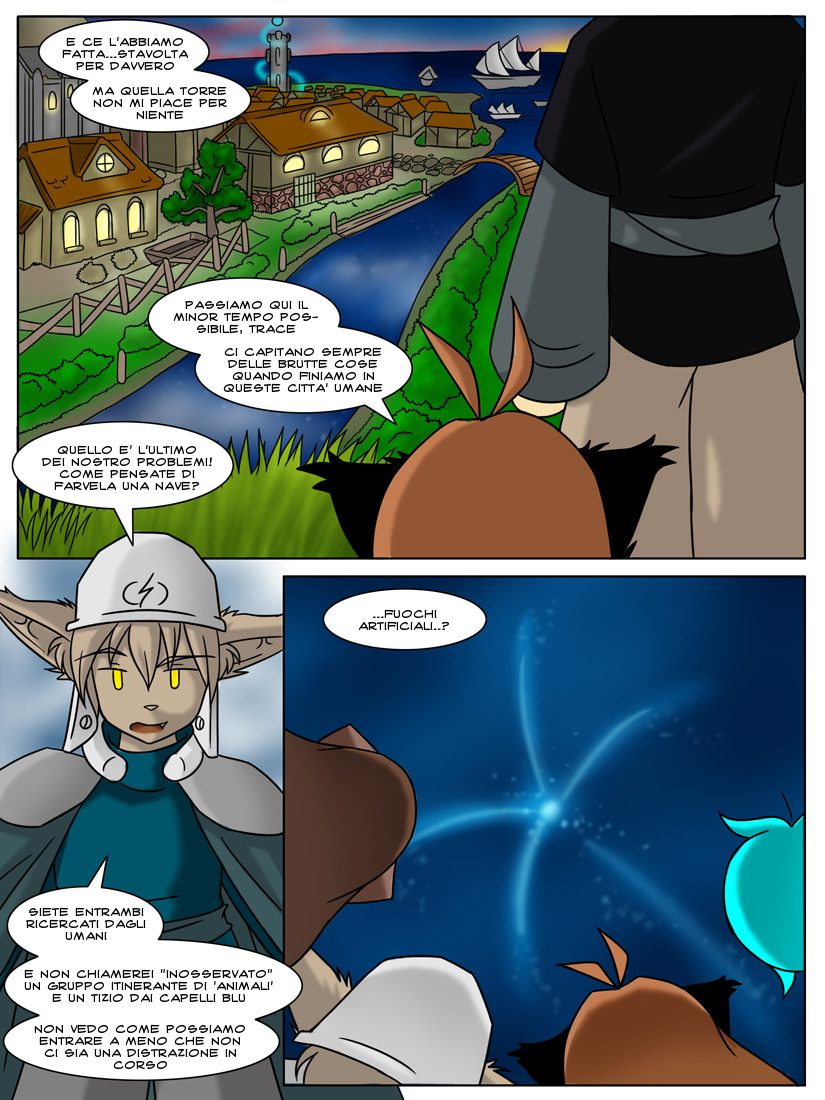 E CE L'ABBIAMO
FATTA...STAVOLTA
PER DAVVERO
MA QUELLA TORRE
NON MI PIACE PER
NIENTE
PASSIAMO QUI IL
MINOR TEMPO POS-
SIBILE, TRACE
CI CAPITANO SEMPRE
DELLE BRUTTE COSE
QUANDO FINIAMO IN
QUESTE CITTA' UMANE
QUELLO E' L'ULTIMO
DEI NOSTRO PROBLEMI!
COME PENSATE DI
FARVELA UNA NAVE?
SIETE ENTRAMBI
RICERCATI DAGLI
UMANI
E NON CHIAMEREI "INOSSERVATO"
UN GRUPPO ITINERANTE DI 'ANIMALI'
E UN TIZIO DAI CAPELLI BLU
NON VEDO COME POSSIAMO
ENTRARE A MENO CHE NON
CI SIA UNA DISTRAZIONE IN
CORSO
...FUOCHI
ARTIFICIALI..?